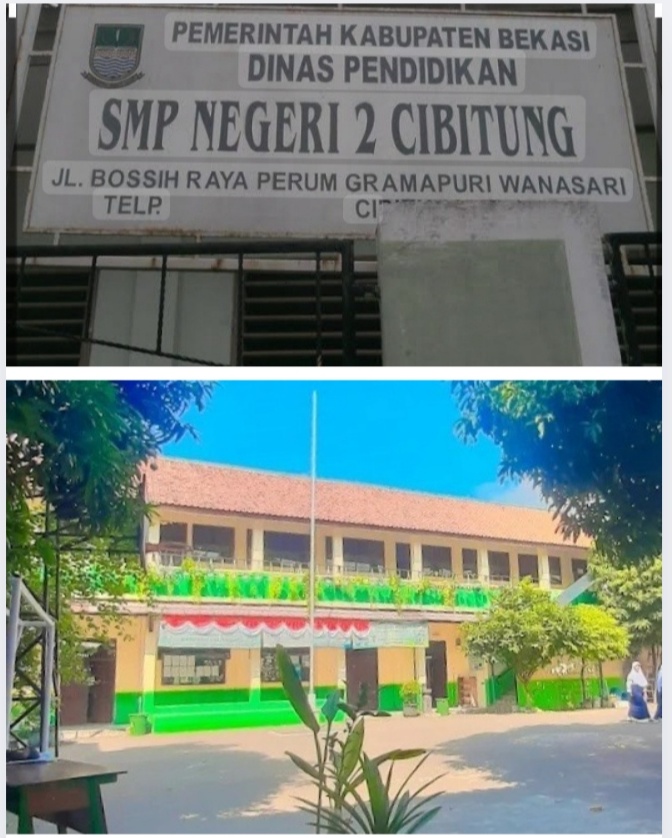 PEMERINTAH KABUPATEN BEKASI
DINAS PENDIDIKAN
SMP NEGERI 2 CIBITUNG
JL. BOSSIH RAYA PERUM GRAMAPURI WANASARI
TELP.